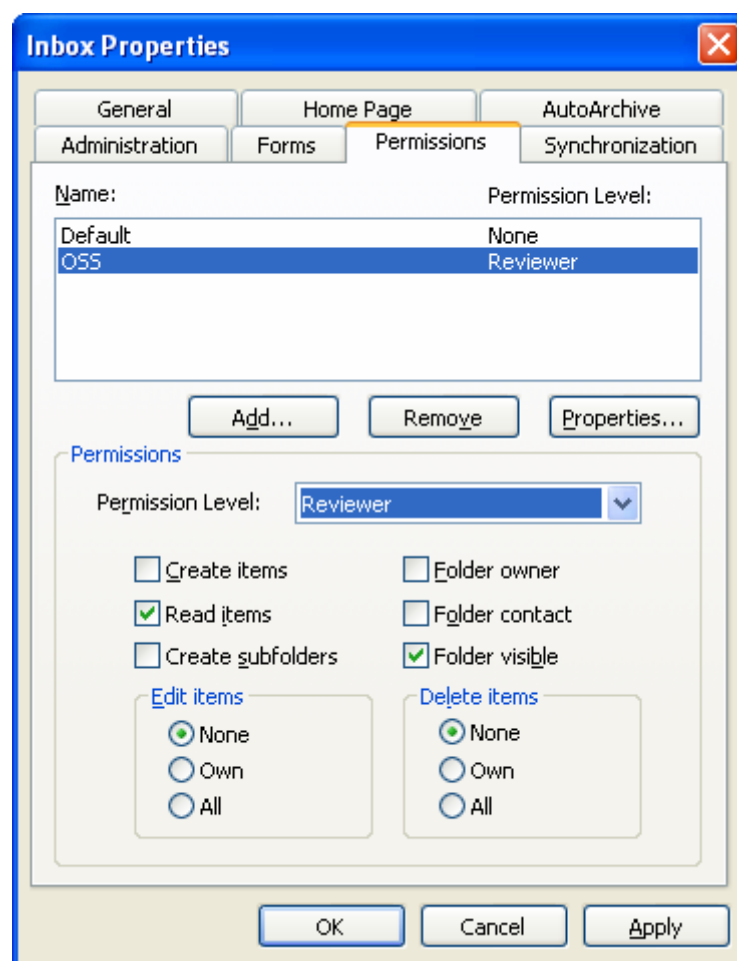 Inbox Properties
General Home Page AutoArchive
Administration Forms Permissions Synchronization
Name: Permission Level:
Default None
OSS Reviewer
Add... Remove Properties...
Permissions
Permission Level: Reviewer
Create items Folder owner
Read items Folder contact
Create subfolders Folder visible
Edit items Delete items
None None
Own Own
All All
OK Cancel Apply